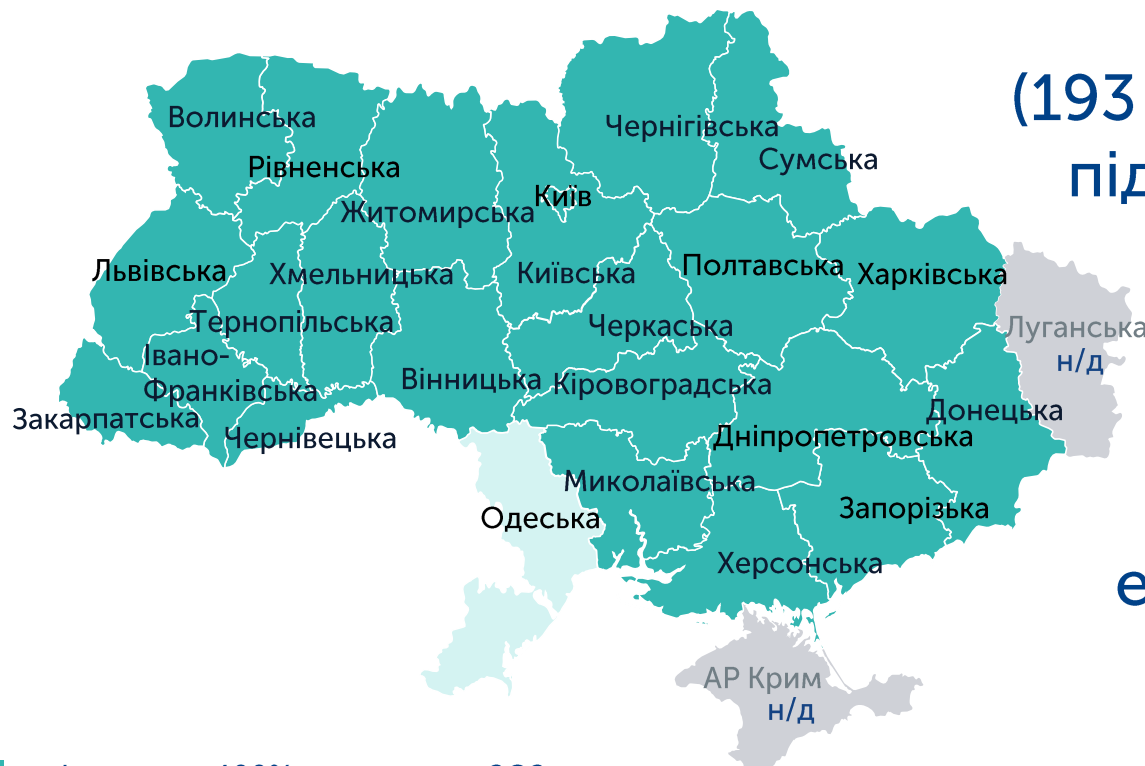 (193
під
Волинська
Чернігівська
Сумська
Рівненська
Київ
Житомирська
Львівська
Хмельницька
Київська
Полтавська
Харківська
Тернопільська
Черкаська
Луганська
н/д
Івано-
Франківська
Вінницька
Кіровоградська
Закарпатська
Чернівецька
Донецька
Дніпропетровська
Миколаївська
Одеська
Запорізька
Херсонська
е
АР Крим
н/д